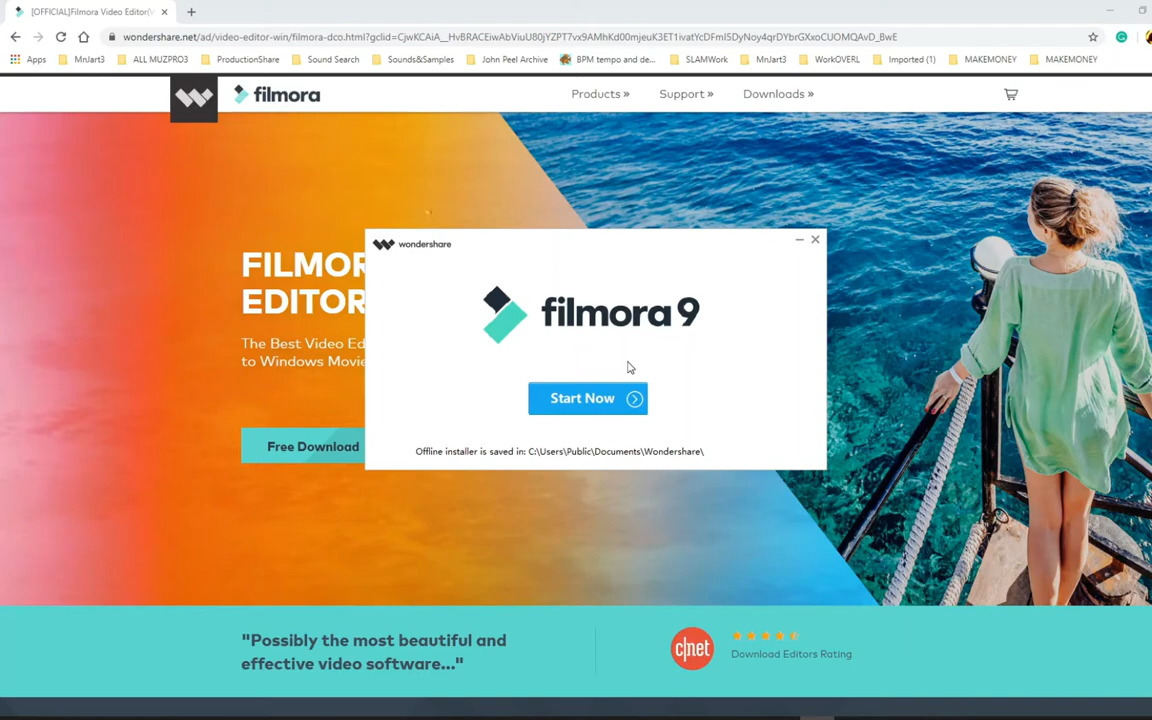 [OFFICIAL]Filmora Video Editor(V
wondershare.net/ad/video-editor-win/filmora-dco.html?gclid=CjwKCAiA__HvBRACEiwAbViuU80jYZPT7vx9AMhKd00mjeuK3ET1ivatYcDFmI5DyNoy4qrDYbrGXxoCUOMQAvD_BwE
Apps MnJart3 ALL MUZPRO3 ProductionShare Sound Search Sounds&Samples John Peel Archive BPM tempo and de... SLAMWork MnJart3 WorkOVERL Imported (1) MAKEMONEY MAKEMONEY
filmora Products » Support » Downloads »
wondershare
FILMOR
EDITOR
filmora 9
The Best Video Ed
to Windows Movie
Start Now
Free Download
Offline installer is saved in: C:\Users\Public\Documents\Wondershare\
"Possibly the most beautiful and
effective video software..."
c|net
Download Editors Rating